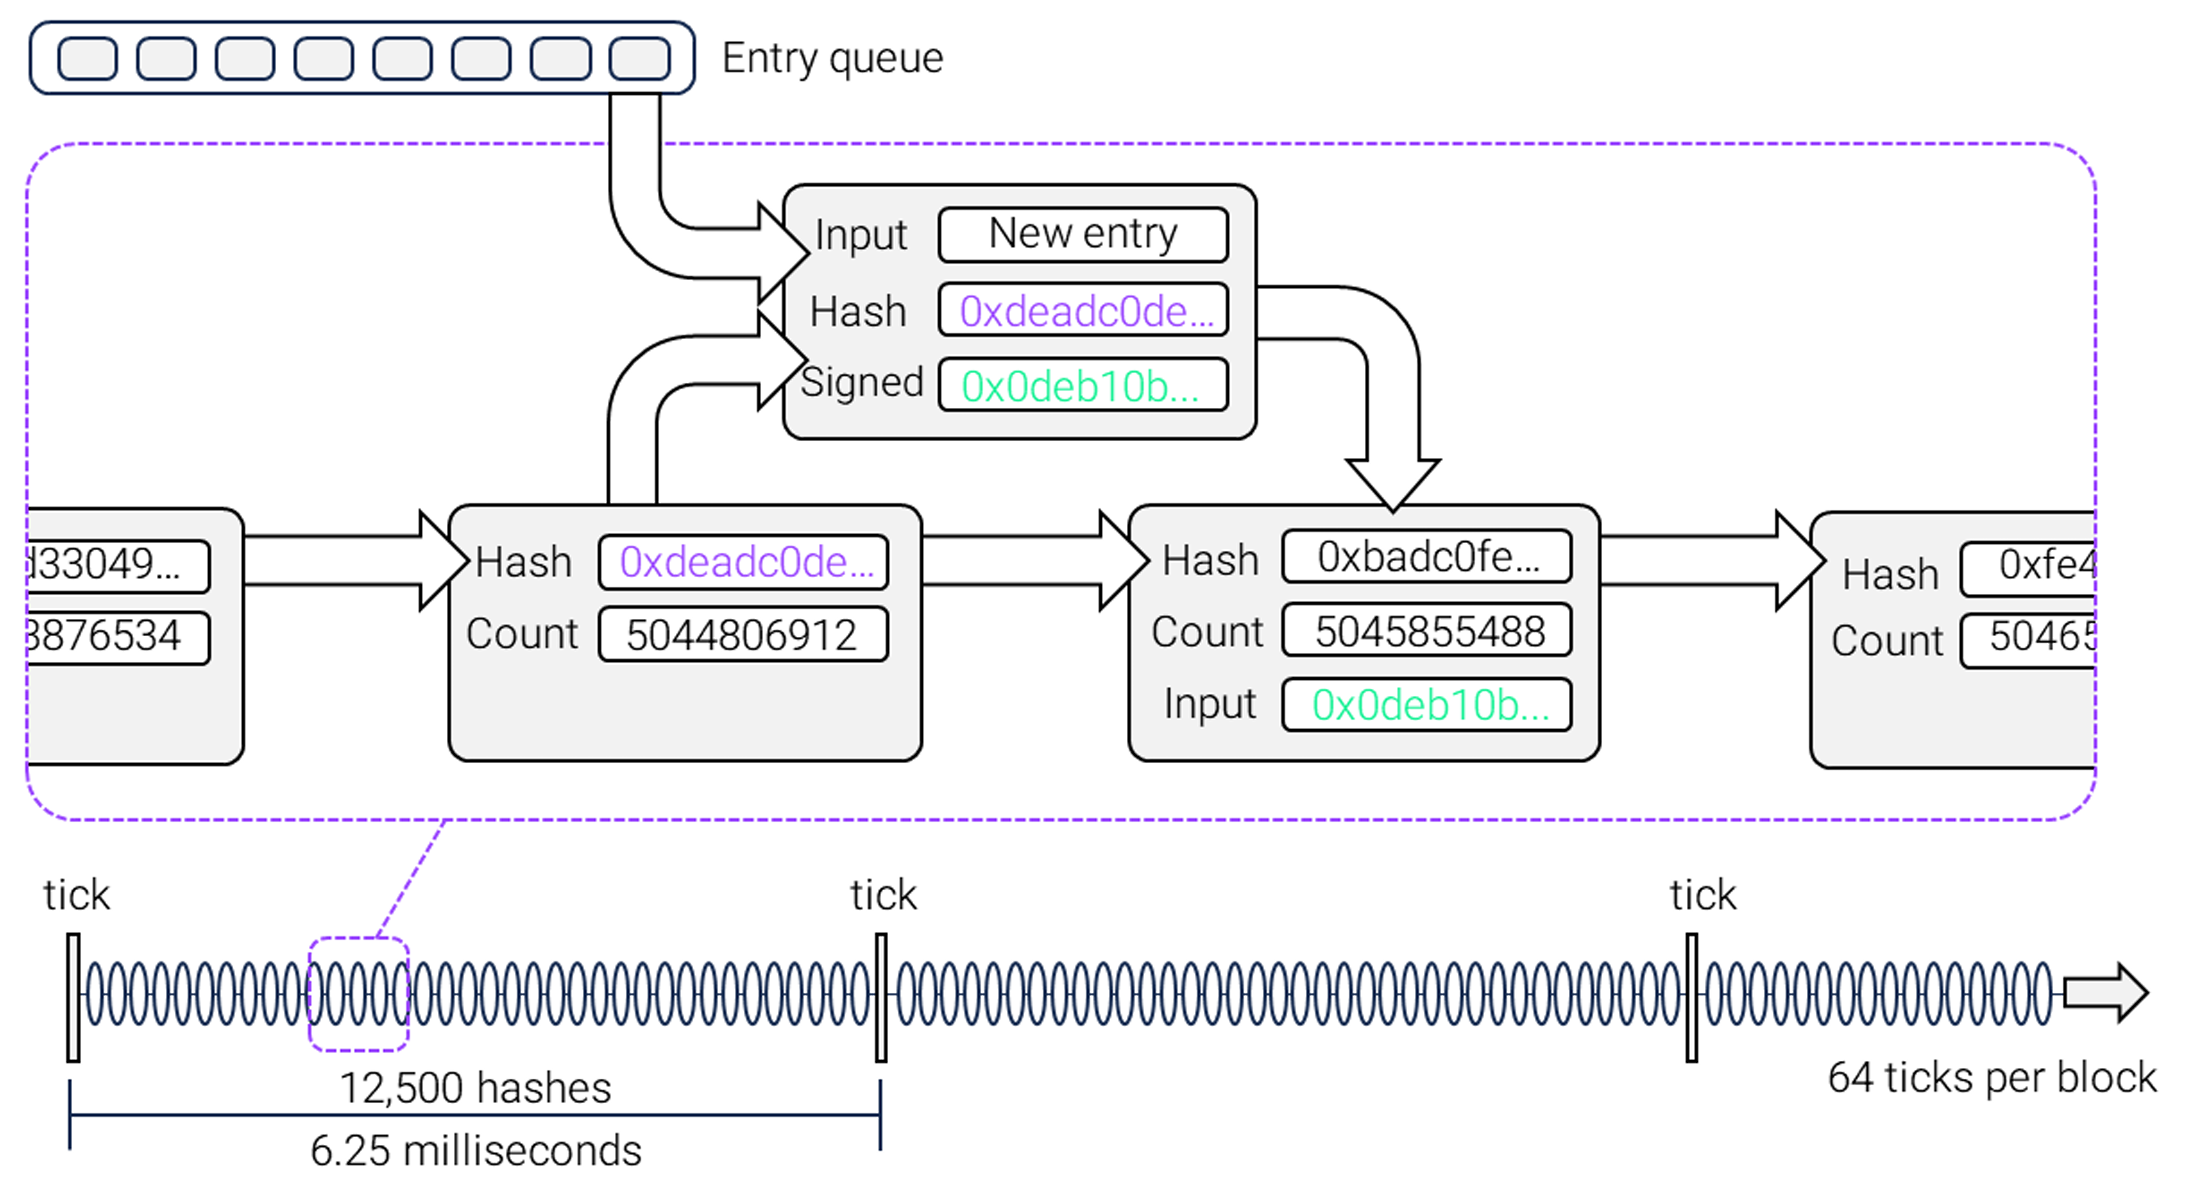 Entry queue
Input New entry
Hash 0xdeadc0de...
Signed 0x0deb10b...
d33049...
3876534
Hash 0xdeadc0de...
Count 5044806912
Hash 0xbadc0fe...
Count 5045855488
Input 0x0deb10b...
Hash 0xfe4
Count 50465
tick tick tick
12,500 hashes
6.25 milliseconds
64 ticks per block